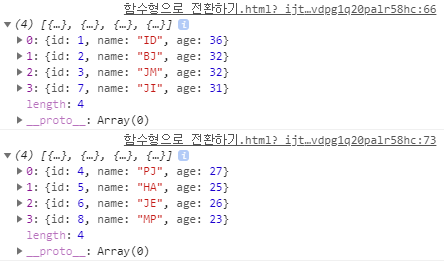 함수형으로 전환하기.html?_ijt…vdpg1q20palr58hc:66
(4) [{…}, {…}, {…}, {…}] i
0: {id: 1, name: "ID", age: 36}
1: {id: 2, name: "BJ", age: 32}
2: {id: 3, name: "JM", age: 32}
3: {id: 7, name: "JI", age: 31}
length: 4
__proto__: Array(0)
함수형으로 전환하기.html?_ijt…vdpg1q20palr58hc:73
(4) [{…}, {…}, {…}, {…}] i
0: {id: 4, name: "PJ", age: 27}
1: {id: 5, name: "HA", age: 25}
2: {id: 6, name: "JE", age: 26}
3: {id: 8, name: "MP", age: 23}
length: 4
__proto__: Array(0)